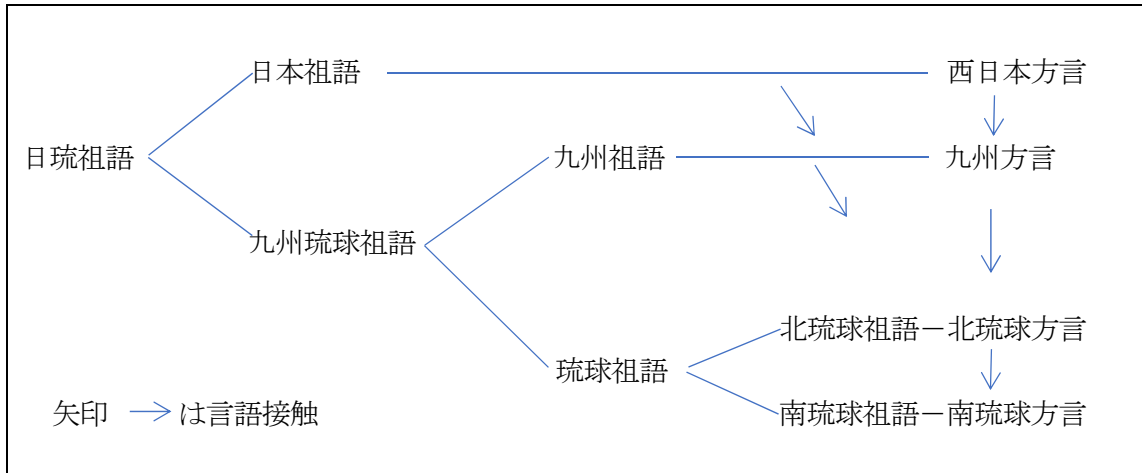 日本祖語 西日本方言
日琉祖語 九州祖語 九州方言
九州琉球祖語
北琉球祖語－北琉球方言
琉球祖語
矢印 は言語接触 南琉球祖語－南琉球方言